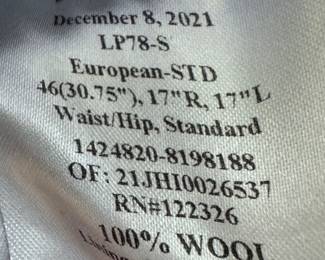 December 8, 2021
LP78-S
European-STD
46(30.75"), 17"R, 17"L
Waist/Hip, Standard
1424820-8198188
OF: 21JHI0026537
RN#122326
100% WOOL